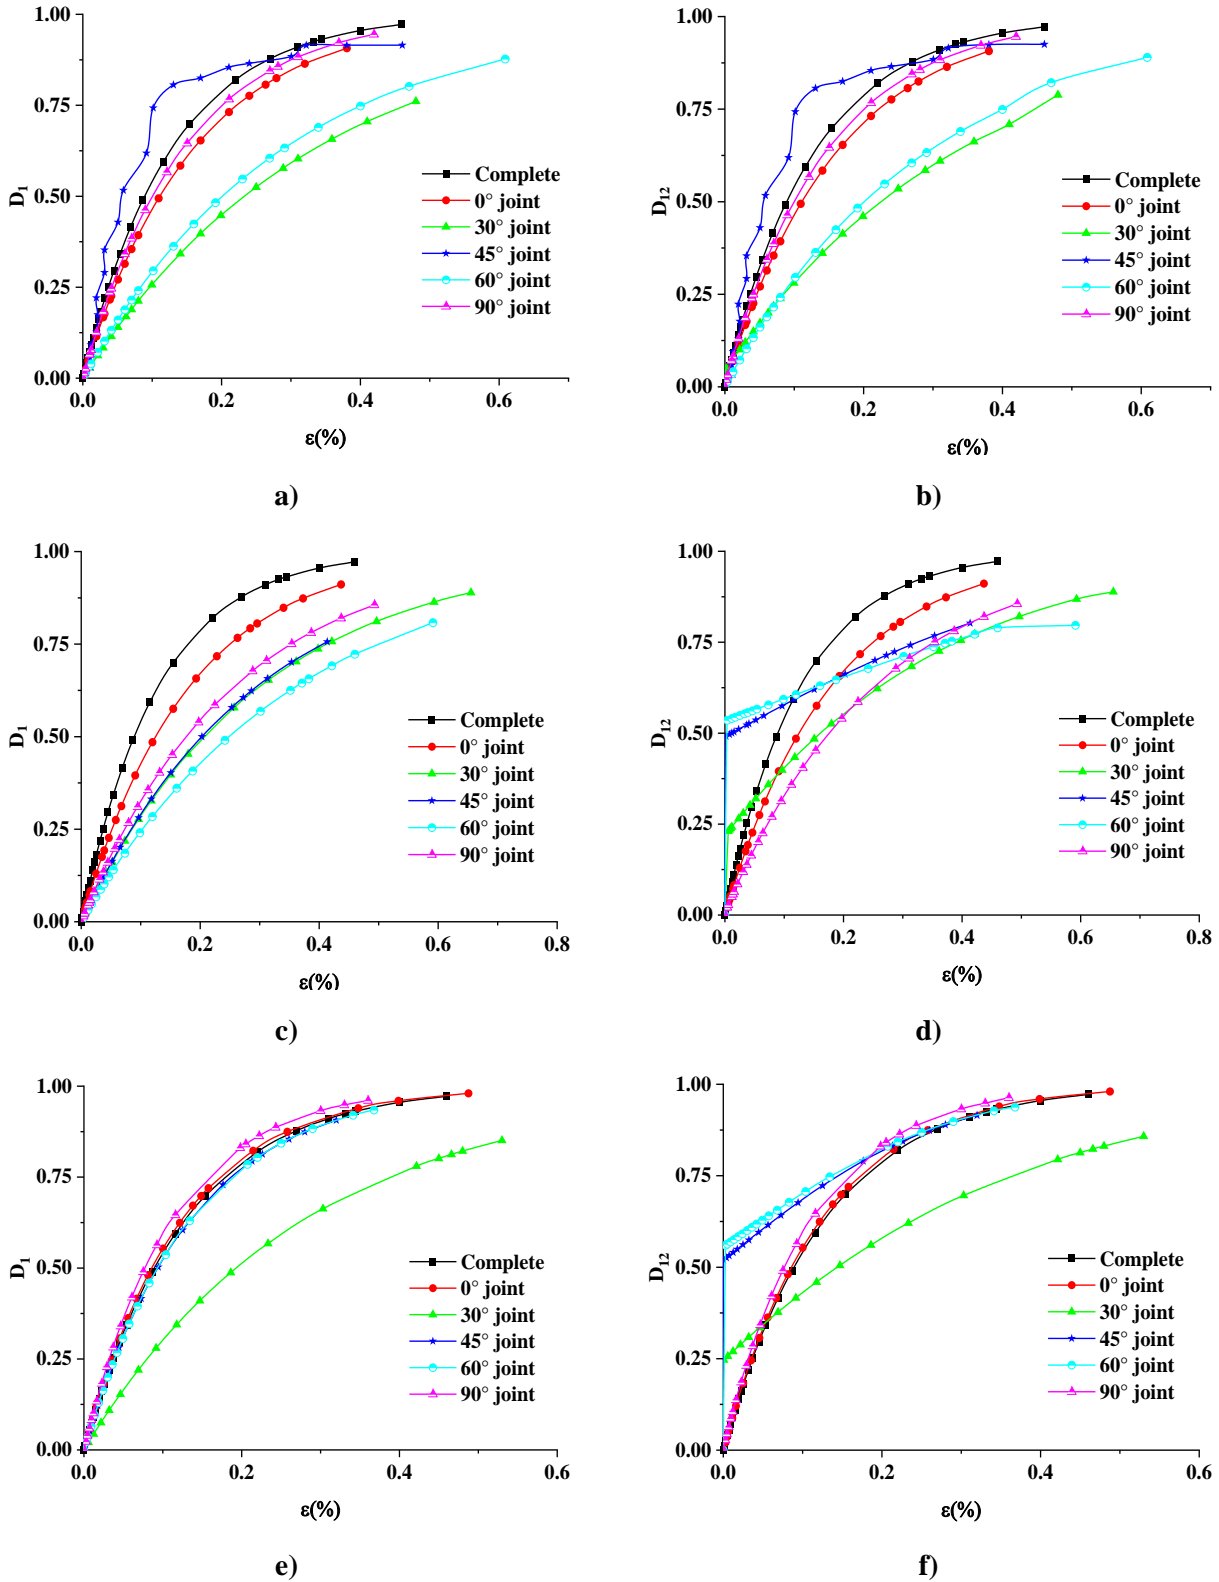 1.00
0.75
0.50
0.25
0.00
D1
0.0 0.2 0.4 0.6
ε(%)
Complete
0° joint
30° joint
45° joint
60° joint
90° joint
a)
1.00
0.75
0.50
0.25
0.00
D12
0.0 0.2 0.4 0.6
ε(%)
Complete
0° joint
30° joint
45° joint
60° joint
90° joint
b)
1.00
0.75
0.50
0.25
0.00
D1
0.0 0.2 0.4 0.6 0.8
ε(%)
Complete
0° joint
30° joint
45° joint
60° joint
90° joint
c)
1.00
0.75
0.50
0.25
0.00
D12
0.0 0.2 0.4 0.6 0.8
ε(%)
Complete
0° joint
30° joint
45° joint
60° joint
90° joint
d)
1.00
0.75
0.50
0.25
0.00
D1
0.0 0.2 0.4 0.6
ε(%)
Complete
0° joint
30° joint
45° joint
60° joint
90° joint
e)
1.00
0.75
0.50
0.25
0.00
D12
0.0 0.2 0.4 0.6
ε(%)
Complete
0° joint
30° joint
45° joint
60° joint
90° joint
f)